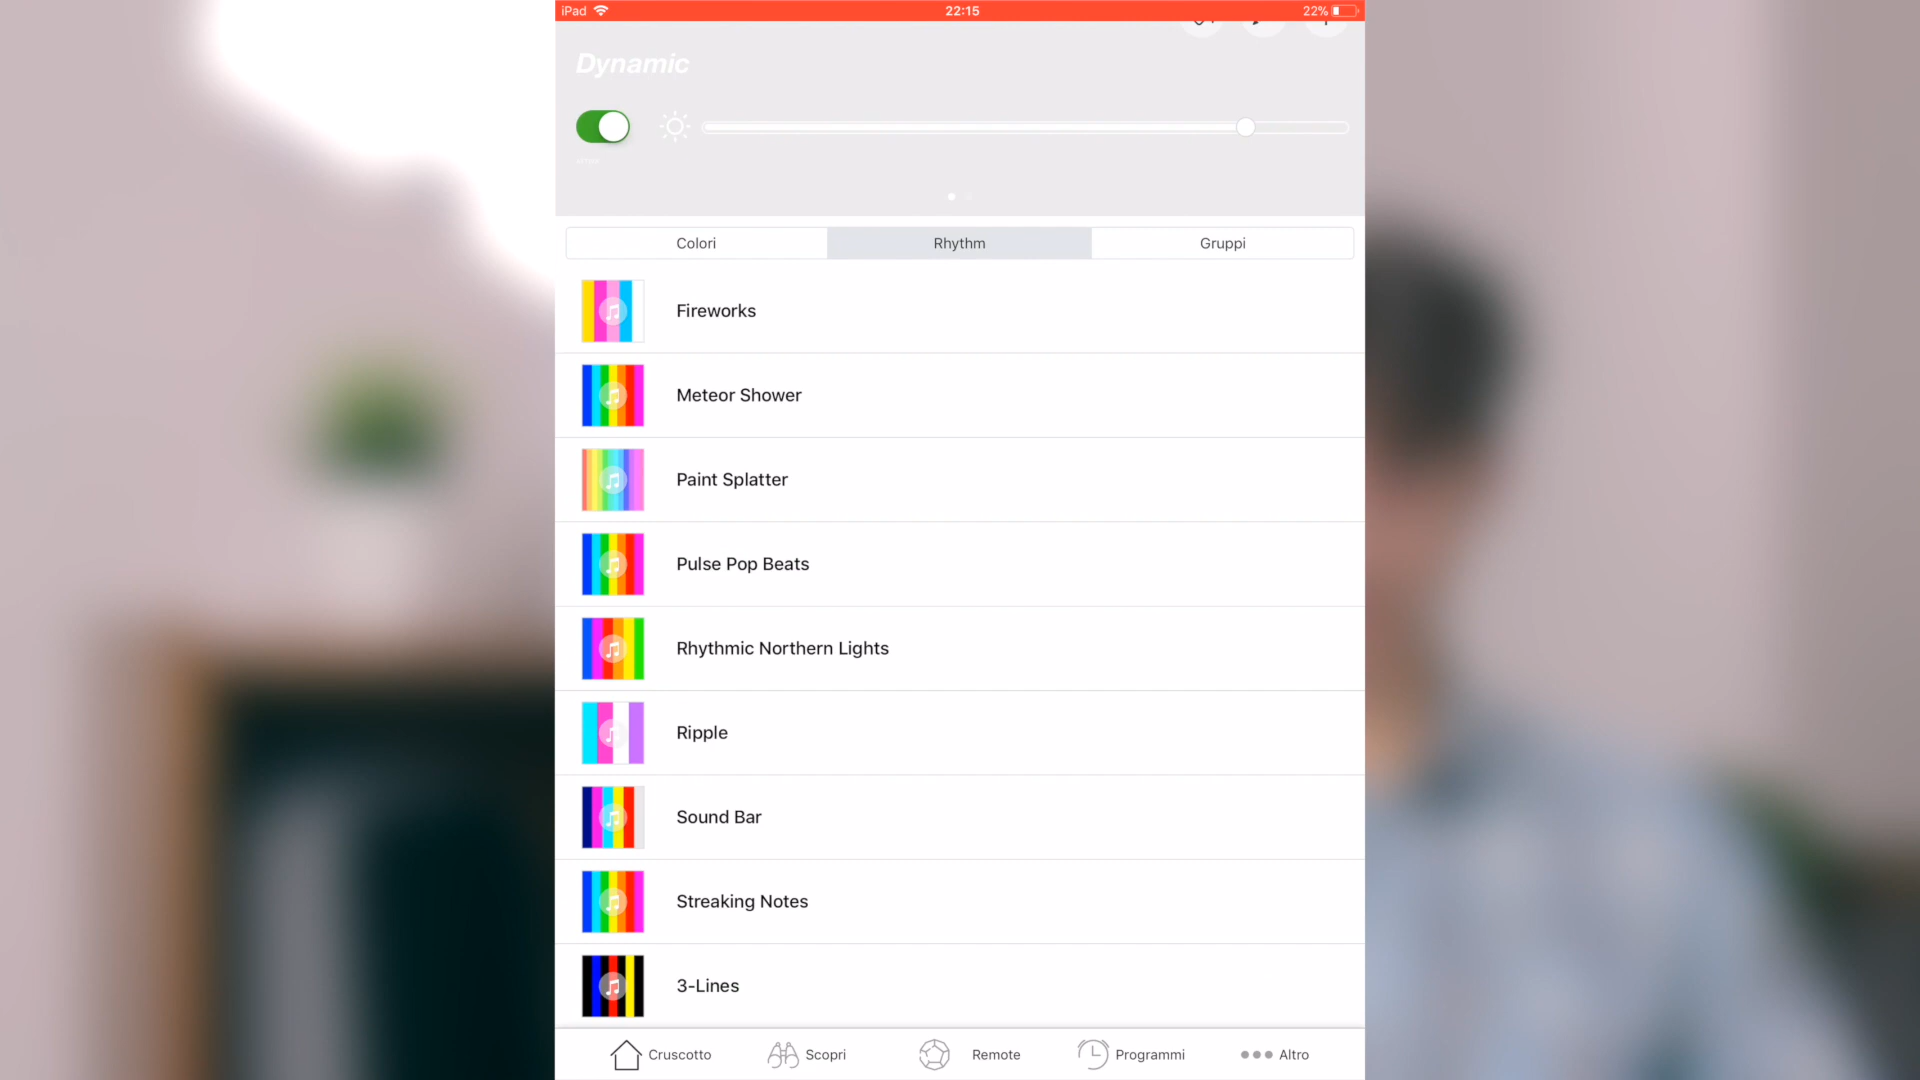 iPad 22:15 22%
Dynamic
Colori Rhythm Gruppi
Fireworks
Meteor Shower
Paint Splatter
Pulse Pop Beats
Rhythmic Northern Lights
Ripple
Sound Bar
Streaking Notes
3-Lines
Cruscotto Scopri Remote Programmi Altro